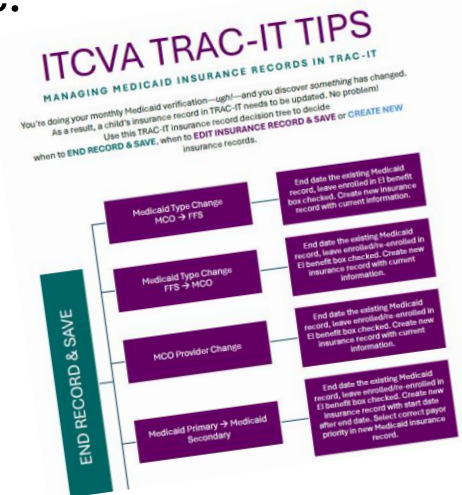 ITCVA TRAC-IT TIPS
MANAGING MEDICAID INSURANCE RECORDS IN TRAC-IT
You're doing your monthly Medicaid verification—ugh!—and you discover something has changed.
As a result, a child's insurance record in TRAC-IT needs to be updated. No problem!
Use this TRAC-IT insurance record decision tree to decide
when to END RECORD & SAVE, when to EDIT INSURANCE RECORD & SAVE or CREATE NEW
insurance records.
END RECORD & SAVE
Medicaid Type Change
MCO → FFS
End date the existing Medicaid
record, leave enrolled in EI benefit
box checked. Create new insurance
record with current information.
Medicaid Type Change
FFS → MCO
End date the existing Medicaid
record, leave enrolled/re-enrolled in
EI benefit box checked. Create new
insurance record with current
information.
MCO Provider Change
End date the existing Medicaid
record, leave enrolled/re-enrolled in
EI benefit box checked. Create new
insurance record with current
information.
Medicaid Primary → Medicaid
Secondary
End date the existing Medicaid
record, leave enrolled/re-enrolled in
EI benefit box checked. Create new
insurance record with start date
after end date. Select correct payor
priority in new Medicaid insurance
record.